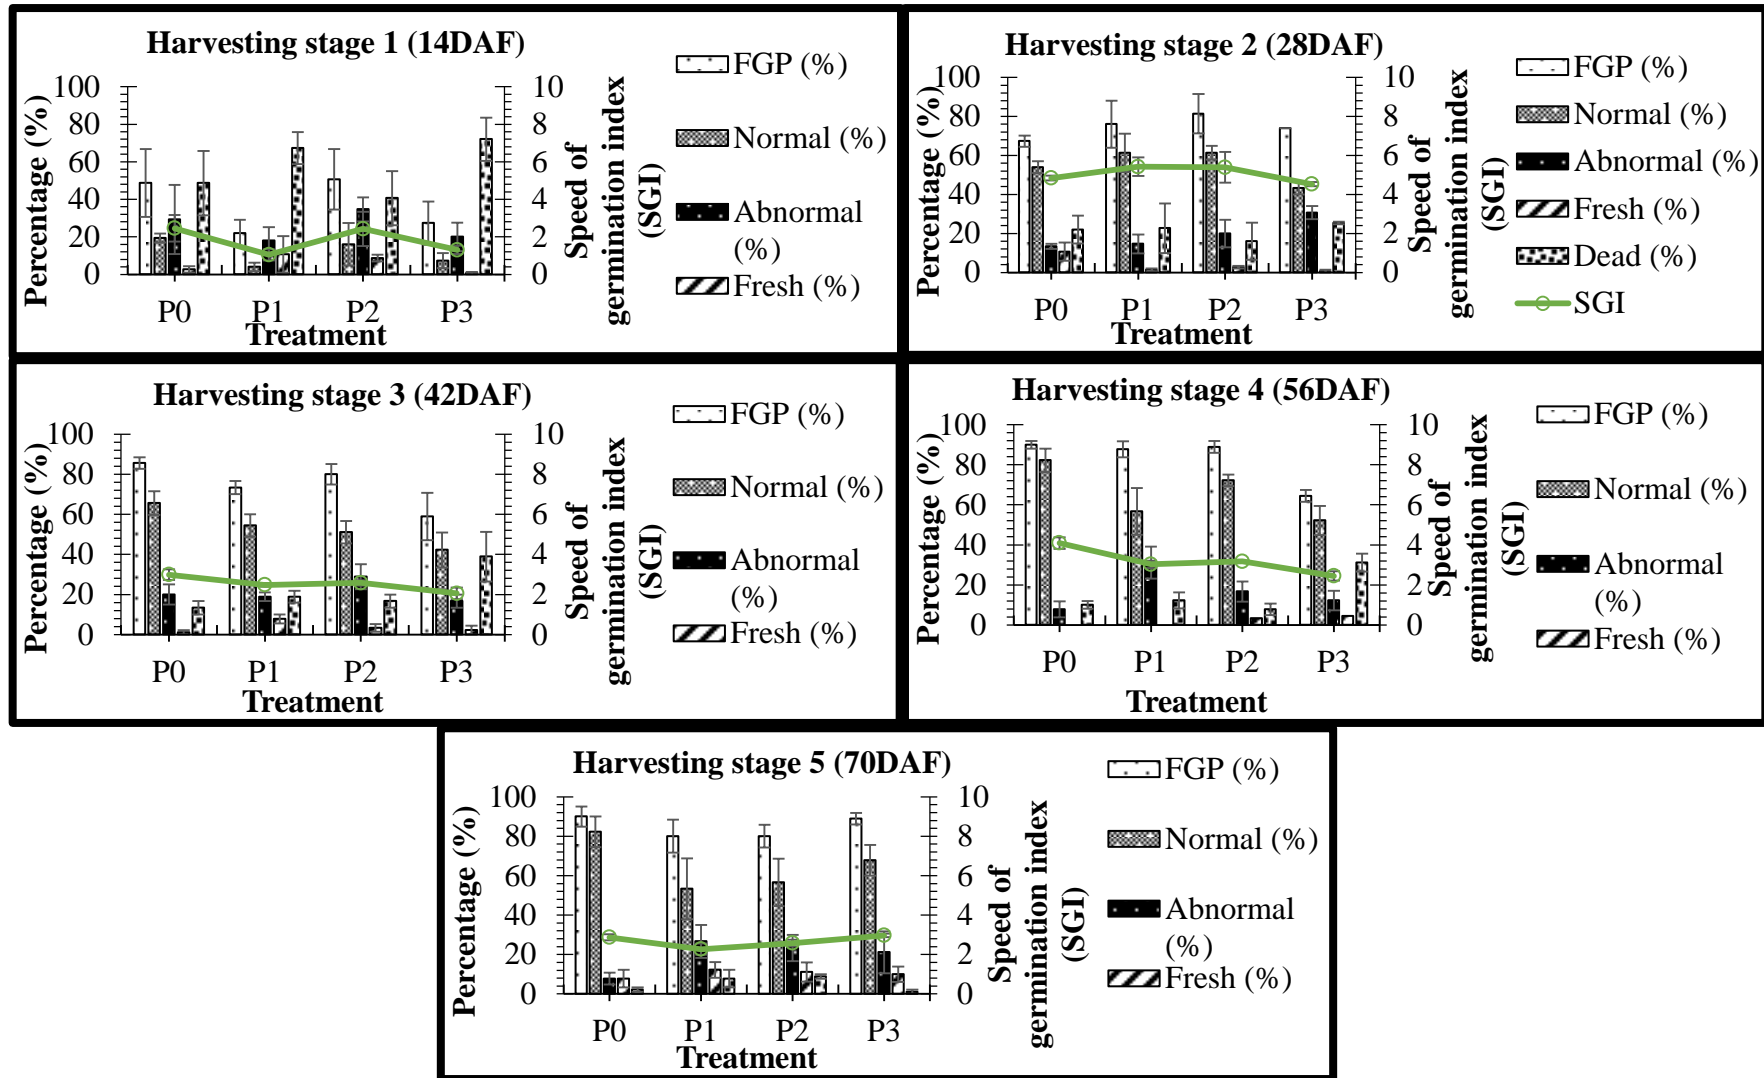 Harvesting stage 1 (14DAF)
Percentage (%)
100
80
60
40
20
0
10
8
6
4
2
0
P0 P1 P2 P3
Treatment
Speed of
germination index
(SGI)
FGP (%)
Normal (%)
Abnormal
(%)
Fresh (%)
Harvesting stage 2 (28DAF)
Percentage (%)
100
80
60
40
20
0
10
8
6
4
2
0
P0 P1 P2 P3
Treatment
Speed of
germination index
(SGI)
FGP (%)
Normal (%)
Abnormal (%)
Fresh (%)
Dead (%)
SGI
Harvesting stage 3 (42DAF)
Percentage (%)
100
80
60
40
20
0
10
8
6
4
2
0
P0 P1 P2 P3
Treatment
Speed of
germination index
(SGI)
FGP (%)
Normal (%)
Abnormal
(%)
Fresh (%)
Harvesting stage 4 (56DAF)
Percentage (%)
100
80
60
40
20
0
10
8
6
4
2
0
P0 P1 P2 P3
Treatment
Speed of
germination index
(SGI)
FGP (%)
Normal (%)
Abnormal
(%)
Fresh (%)
Harvesting stage 5 (70DAF)
Percentage (%)
100
80
60
40
20
0
10
8
6
4
2
0
P0 P1 P2 P3
Treatment
Speed of
germination index
(SGI)
FGP (%)
Normal (%)
Abnormal
(%)
Fresh (%)